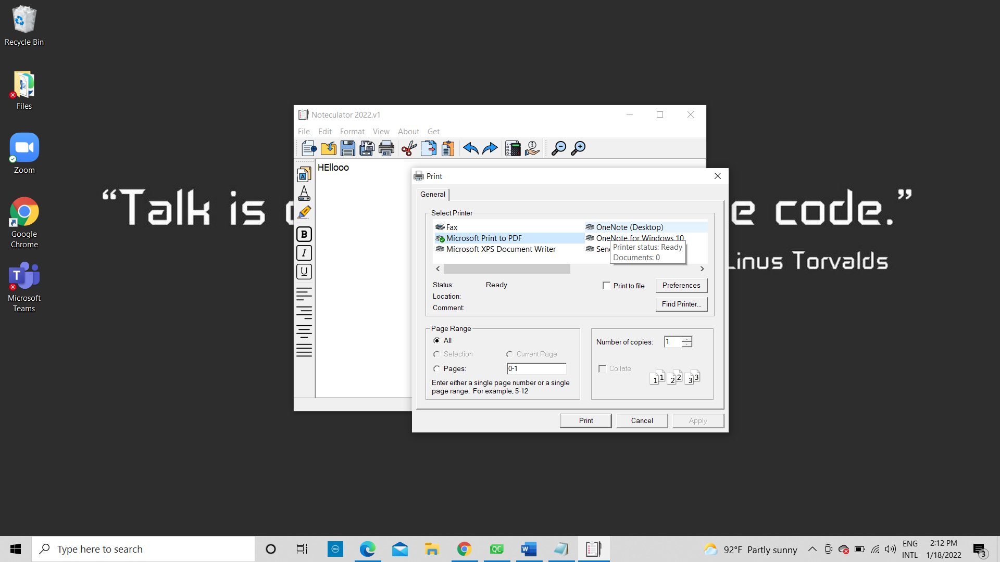 Recycle Bin
Files
Zoom
Google
Chrome
T
Microsoft
Teams
“Talk is
e code.”
Linus Torvalds
Noteculator 2022.v1
File Edit Format View About Get
HEllooo
A
A
B
I
U
Print
General
Select Printer
Fax
Microsoft Print to PDF
Microsoft XPS Document Writer
OneNote (Desktop)
OneNote for Windows 10
Printer status: Ready
Documents: 0
Status: Ready
Location:
Comment:
Print to file
Preferences
Find Printer...
Page Range
All
Selection
Current Page
Pages: 0-1
Enter either a single page number or a single
page range. For example, 5-12
Number of copies: 1
Collate
1 1 2 2 3 3
Print
Cancel
Apply
Type here to search
DELL
QC
W
92°F Partly sunny
ENG
INTL
2:12 PM
1/18/2022
3